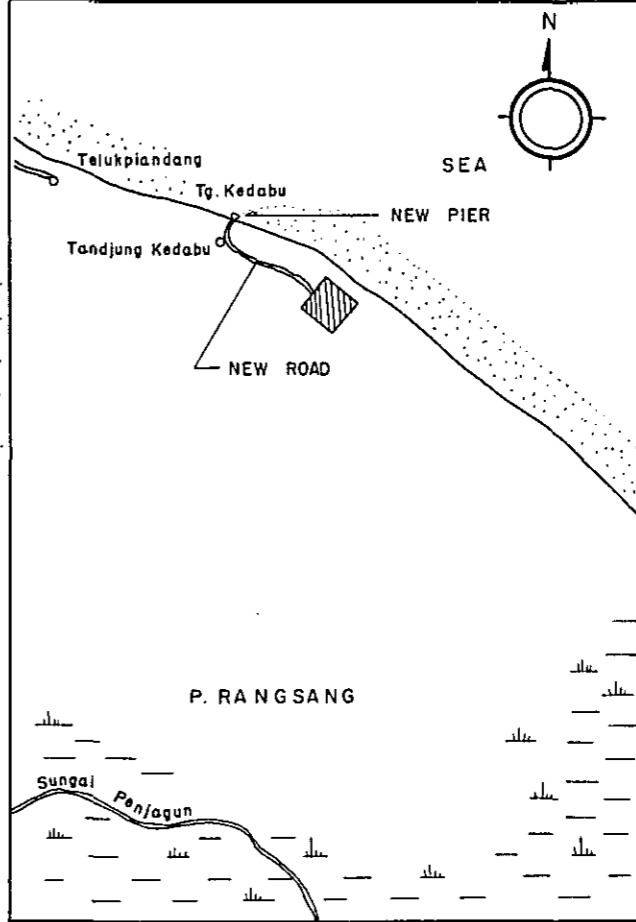 N
SEA
Telukpiandang
Tg. Kedabu
NEW PIER
Tandjung Kedabu
NEW ROAD
P. RANGSANG
Sungai Penjagun